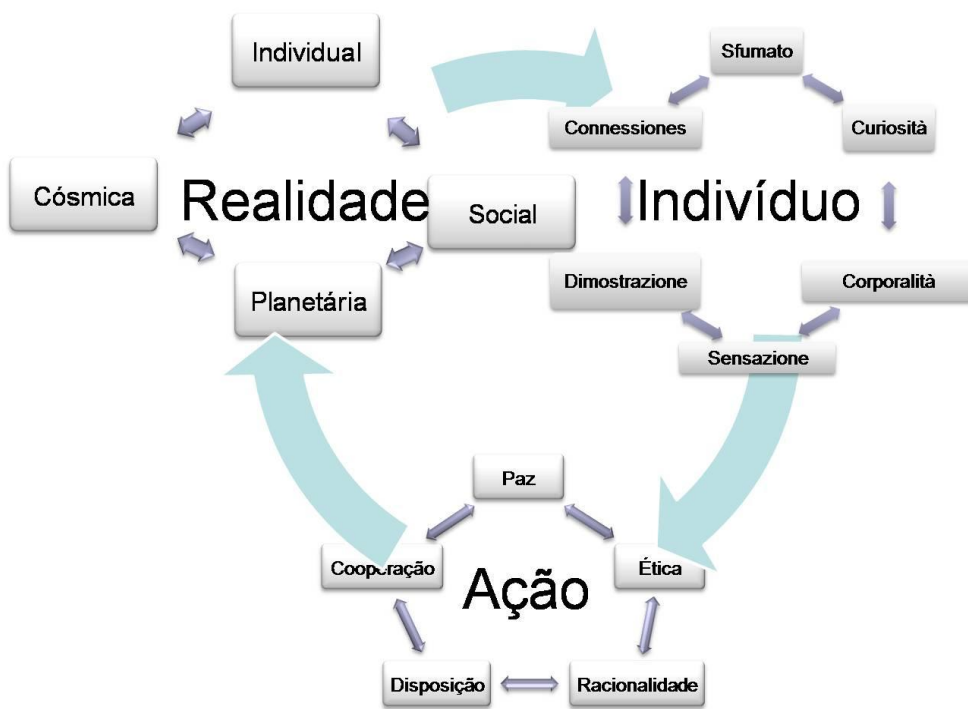 Individual
Cósmica
Realidade
Social
Planetária
Sfumato
Connessiones
Curiosità
Indivíduo
Dimostrazione
Corporalità
Sensazione
Paz
Cooperação
Ética
Ação
Disposição
Racionalidade